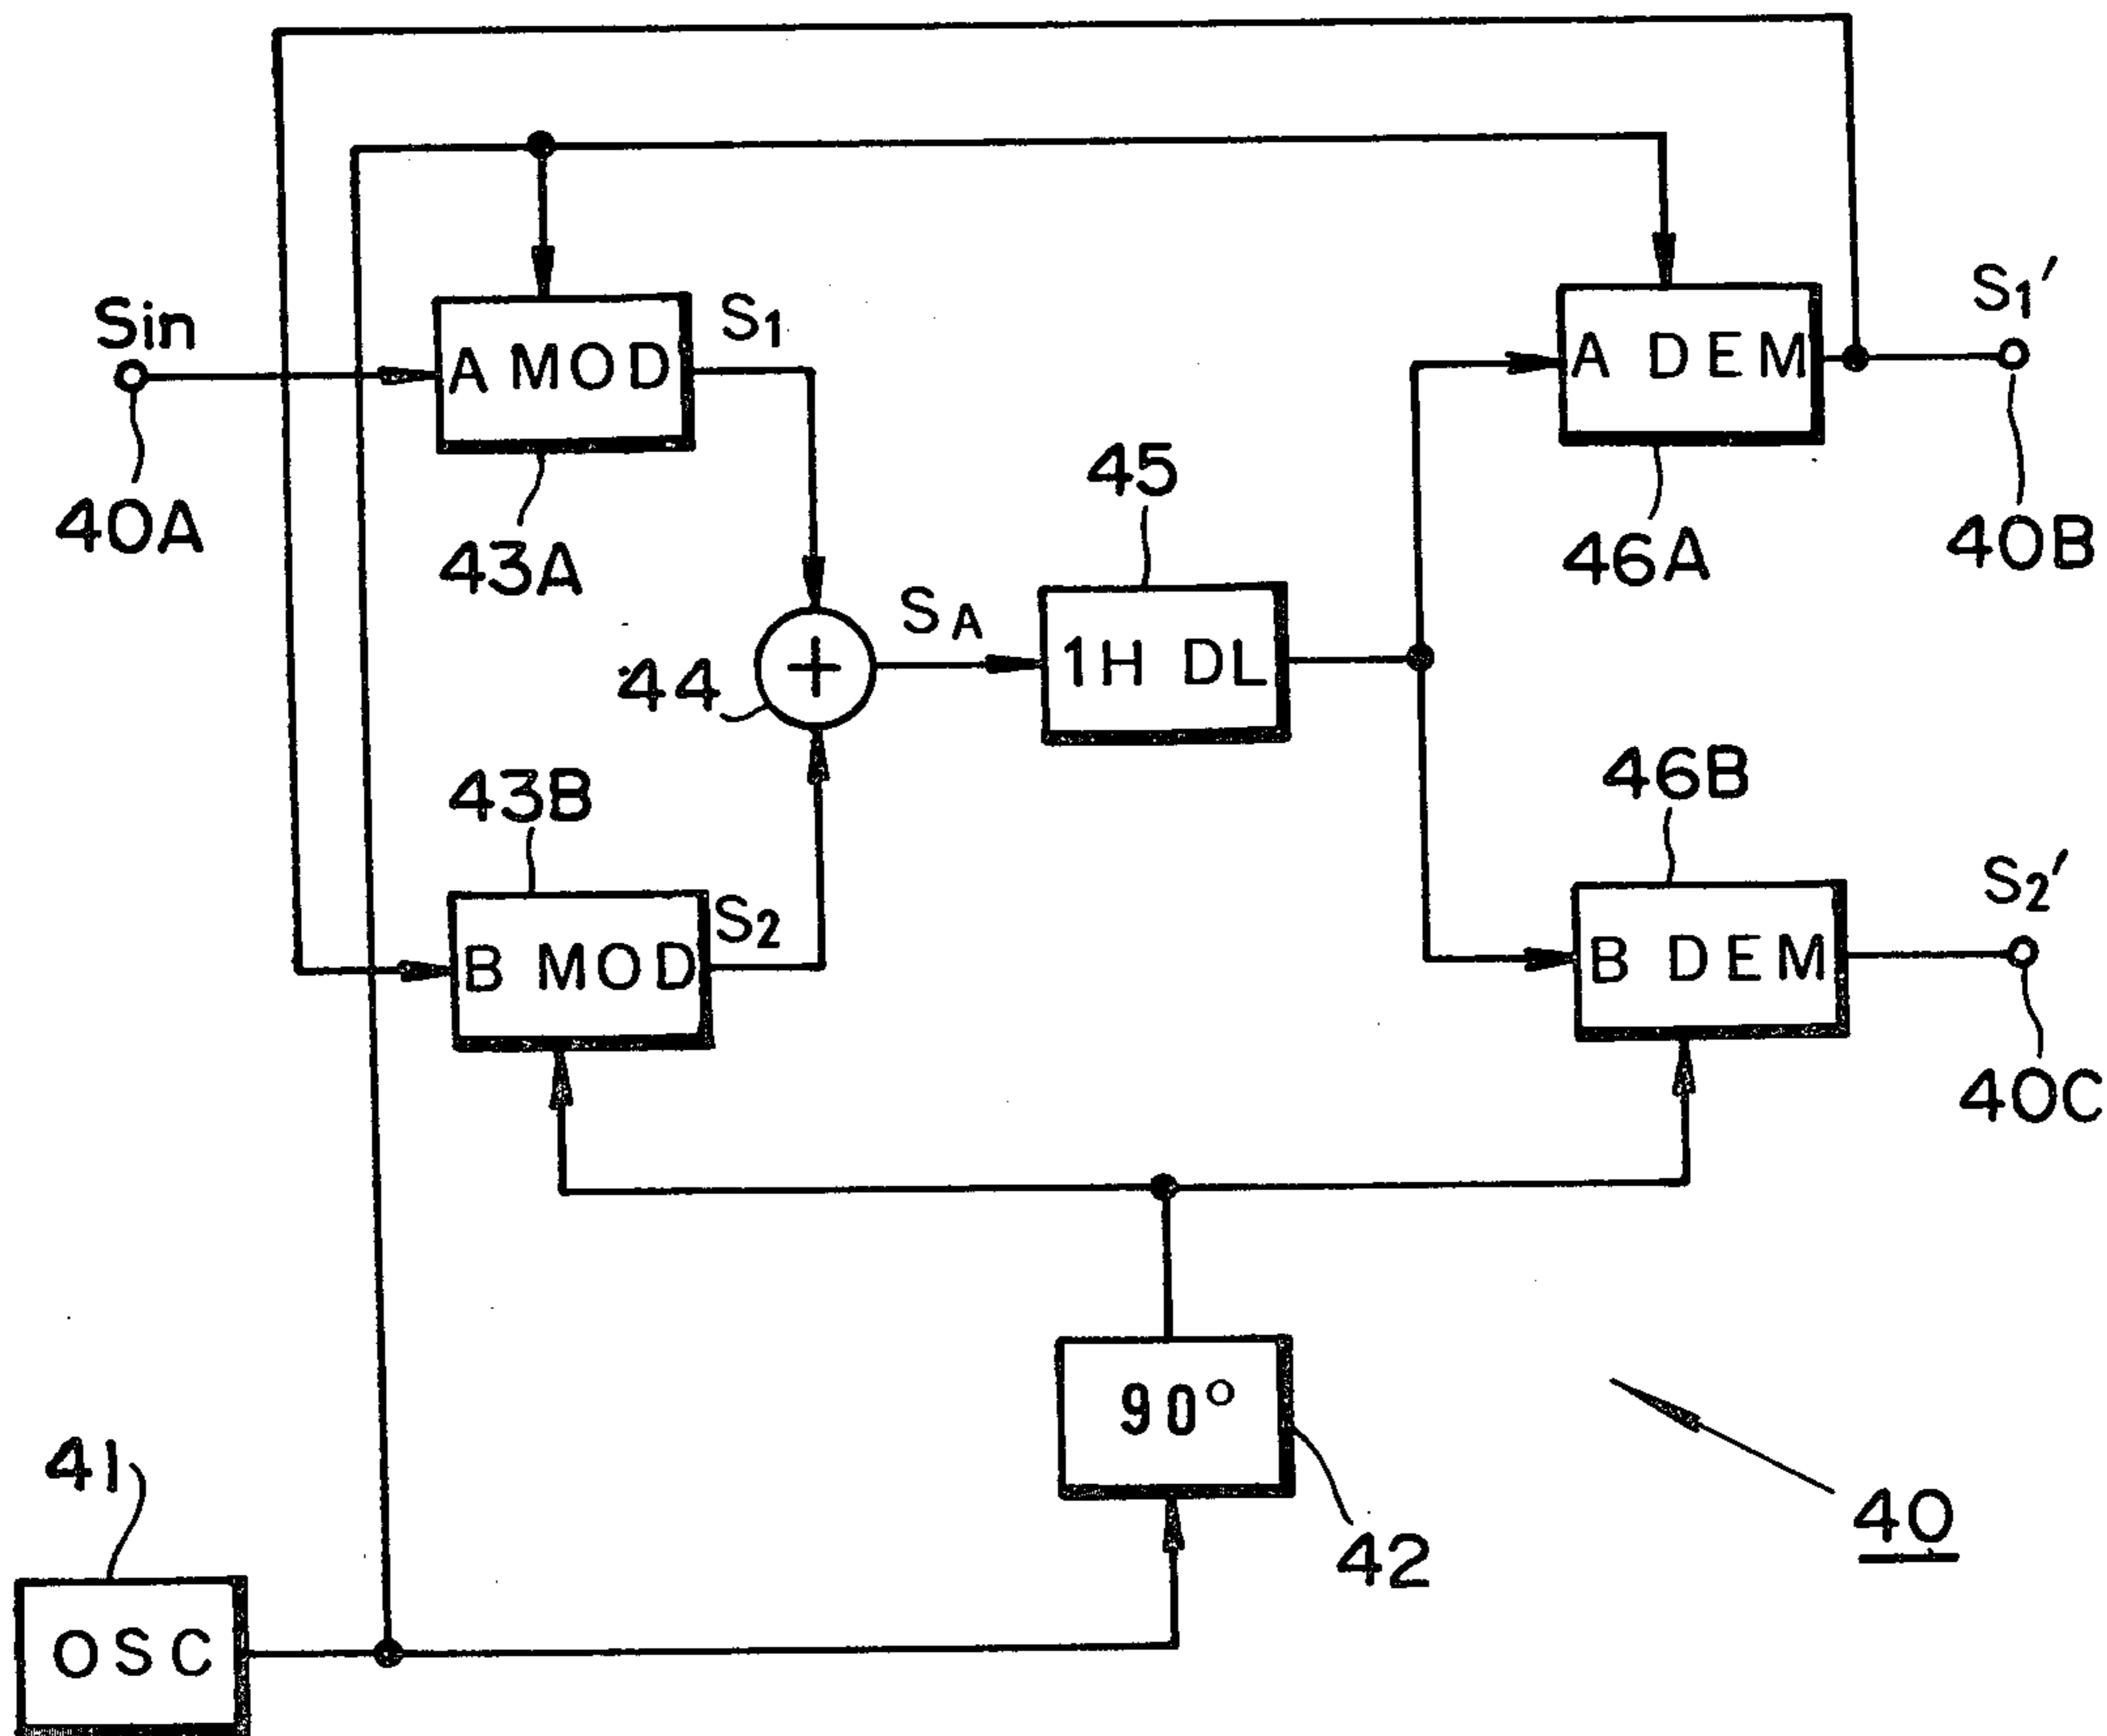 Sin
40A
A MOD
43A
S1
44
SA
45
1H DL
A DEM
46A
S1'
40B
43B
B MOD
S2
46B
B DEM
S2'
40C
90°
42
40
41
OSC